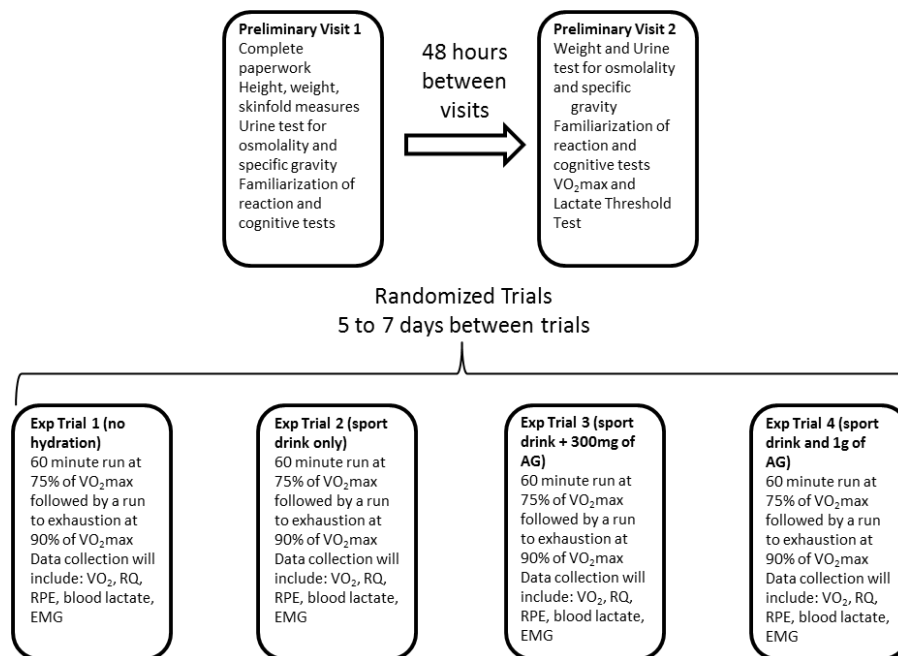 Preliminary Visit 1
Complete
paperwork
Height, weight,
skinfold measures
Urine test for
osmolality and
specific gravity
Familiarization of
reaction and
cognitive tests
48 hours
between
visits
Preliminary Visit 2
Weight and Urine
test for osmolality
and specific
gravity
Familiarization of
reaction and
cognitive tests
VO₂max and
Lactate Threshold
Test
Randomized Trials
5 to 7 days between trials
Exp Trial 1 (no
hydration)
60 minute run at
75% of VO₂max
followed by a run
to exhaustion at
90% of VO₂max
Data collection will
include: VO₂, RQ,
RPE, blood lactate,
EMG
Exp Trial 2 (sport
drink only)
60 minute run at
75% of VO₂max
followed by a run
to exhaustion at
90% of VO₂max
Data collection will
include: VO₂, RQ,
RPE, blood lactate,
EMG
Exp Trial 3 (sport
drink + 300mg of
AG)
60 minute run at
75% of VO₂max
followed by a run
to exhaustion at
90% of VO₂max
Data collection will
include: VO₂, RQ,
RPE, blood lactate,
EMG
Exp Trial 4 (sport
drink and 1g of
AG)
60 minute run at
75% of VO₂max
followed by a run
to exhaustion at
90% of VO₂max
Data collection will
include: VO₂, RQ,
RPE, blood lactate,
EMG